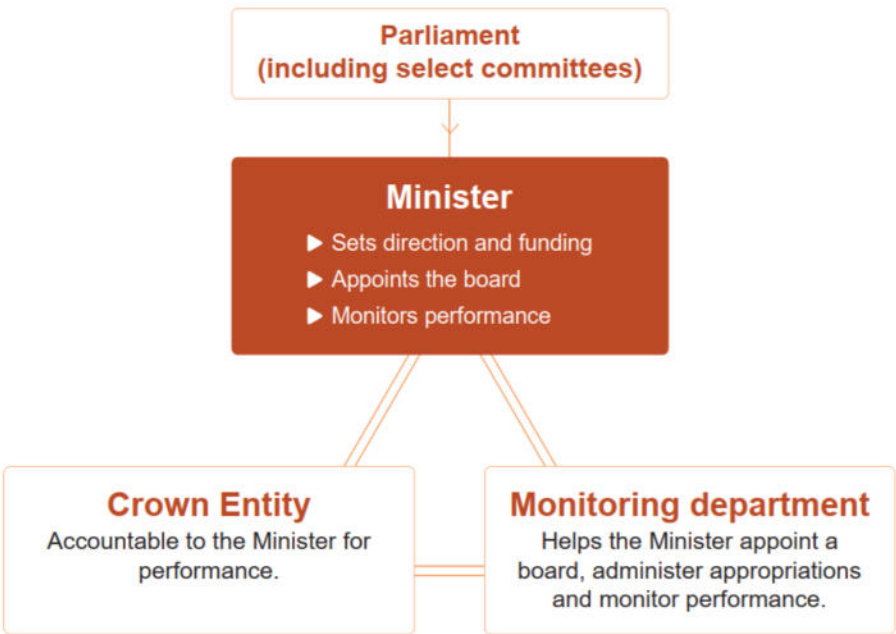 Parliament
(including select committees)
Minister
▶ Sets direction and funding
▶ Appoints the board
▶ Monitors performance
Crown Entity
Accountable to the Minister for
performance.
Monitoring department
Helps the Minister appoint a
board, administer appropriations
and monitor performance.